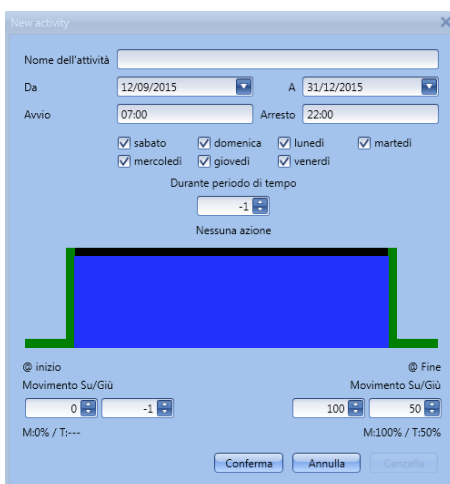 New activity
Nome dell'attività
Da 12/09/2015 A 31/12/2015
Avvio 07:00 Arresto 22:00
sabato domenica lunedì martedì
mercoledì giovedì venerdì
Durante periodo di tempo
-1
Nessuna azione
@ inizio @ Fine
Movimento Su/Giù Movimento Su/Giù
0 -1 100 50
M:0% / T:--- M:100% / T:50%
Conferma Annulla Cancella